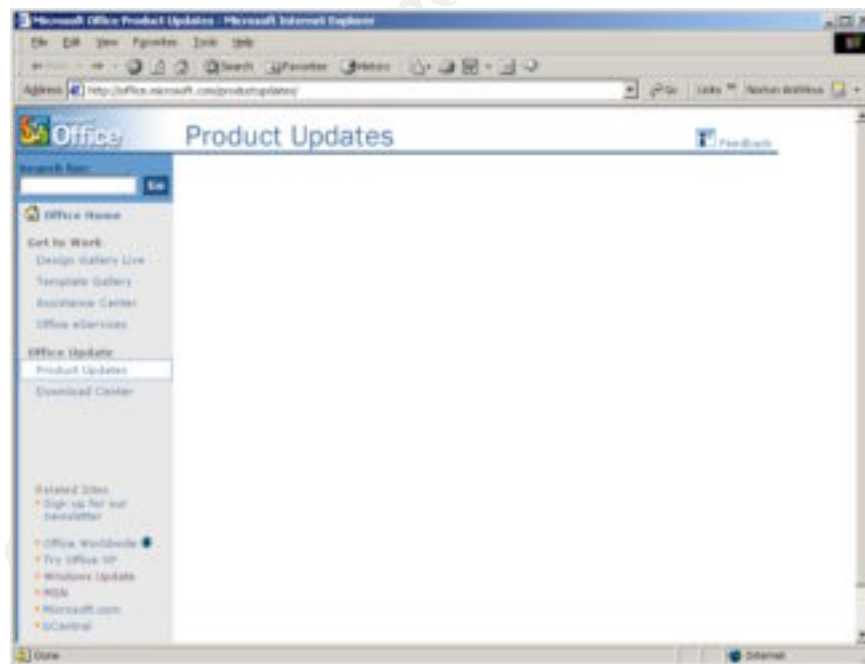 Microsoft Office Product Updates - Microsoft Internet Explorer
File Edit View Favorites Tools Help
Search Favorites History
Address http://office.microsoft.com/productupdates/ Go Links » Norton AntiVirus
Office
Product Updates
Feedback
Search for:
Go
Office Home
Get to Work
Design Gallery Live
Template Gallery
Assistance Center
Office eServices
Office Update
Product Updates
Download Center
Related Sites
Sign up for our
newsletter
Office Worldwide
Try Office XP
Windows Update
MSN
Microsoft.com
bCentral
Done
Internet